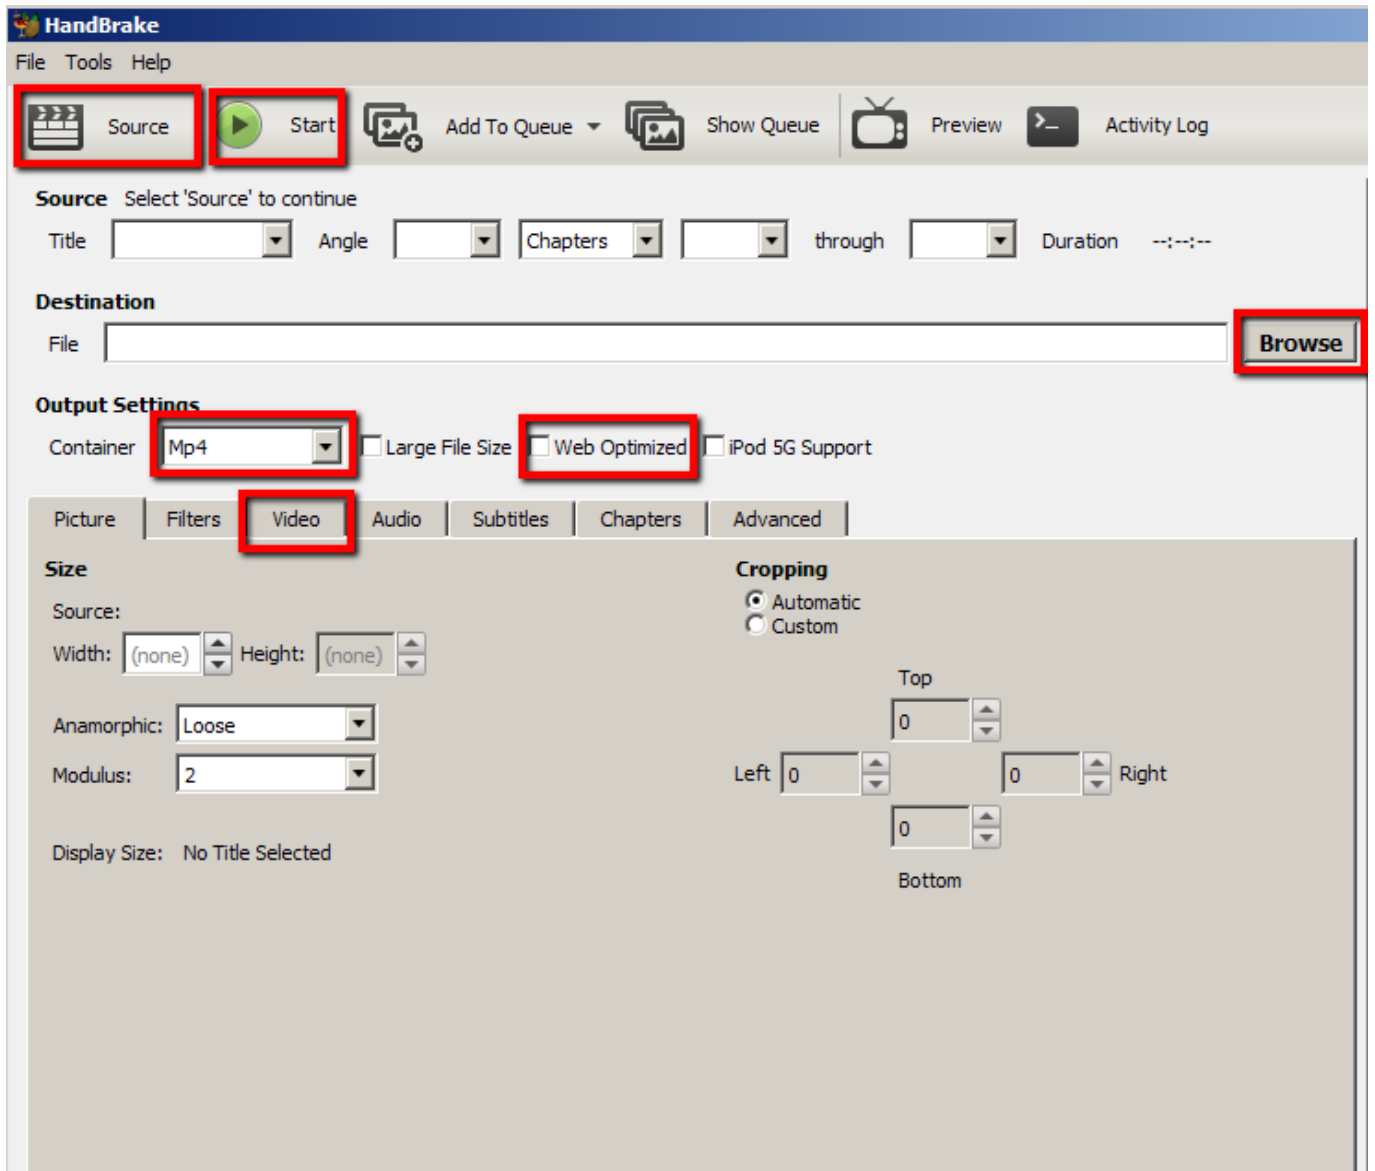 HandBrake
File Tools Help
Source Start Add To Queue Show Queue Preview >_ Activity Log
Source Select 'Source' to continue
Title Angle Chapters through Duration --:--:--
Destination
File Browse
Output Settings
Container Mp4 Large File Size Web Optimized iPod 5G Support
Picture Filters Video Audio Subtitles Chapters Advanced
Size Cropping
Source: Automatic
Custom
Width: (none) Height: (none)
Top
Anamorphic: Loose 0
Modulus: 2 Left 0 0 Right
0
Display Size: No Title Selected
Bottom